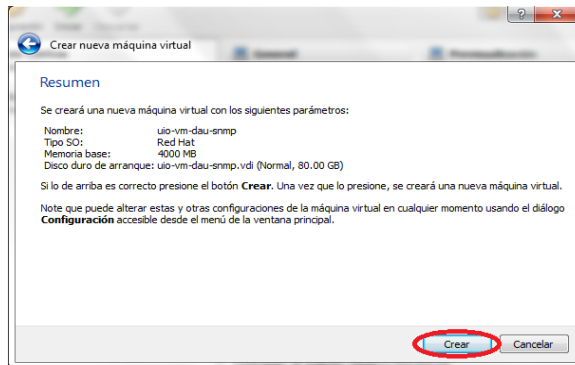 Crear nueva máquina virtual
General
Previsualización
Resumen
Se creará una nueva máquina virtual con los siguientes parámetros:
Nombre: uio-vm-dau-snmp
Tipo SO: Red Hat
Memoria base: 4000 MB
Disco duro de arranque: uio-vm-dau-snmp.vdi (Normal, 80.00 GB)
Si lo de arriba es correcto presione el botón Crear. Una vez que lo presione, se creará una nueva máquina virtual.
Note que puede alterar estas y otras configuraciones de la máquina virtual en cualquier momento usando el diálogo
Configuración accesible desde el menú de la ventana principal.
Crear
Cancelar